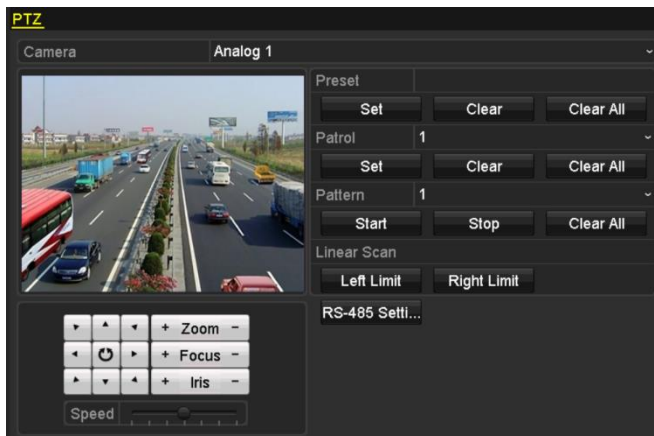 PTZ
Camera Analog 1
Preset
Set Clear Clear All
Patrol 1
Set Clear Clear All
Pattern 1
Start Stop Clear All
Linear Scan
Left Limit Right Limit
RS-485 Setti...
+ Zoom -
+ Focus -
+ Iris -
Speed